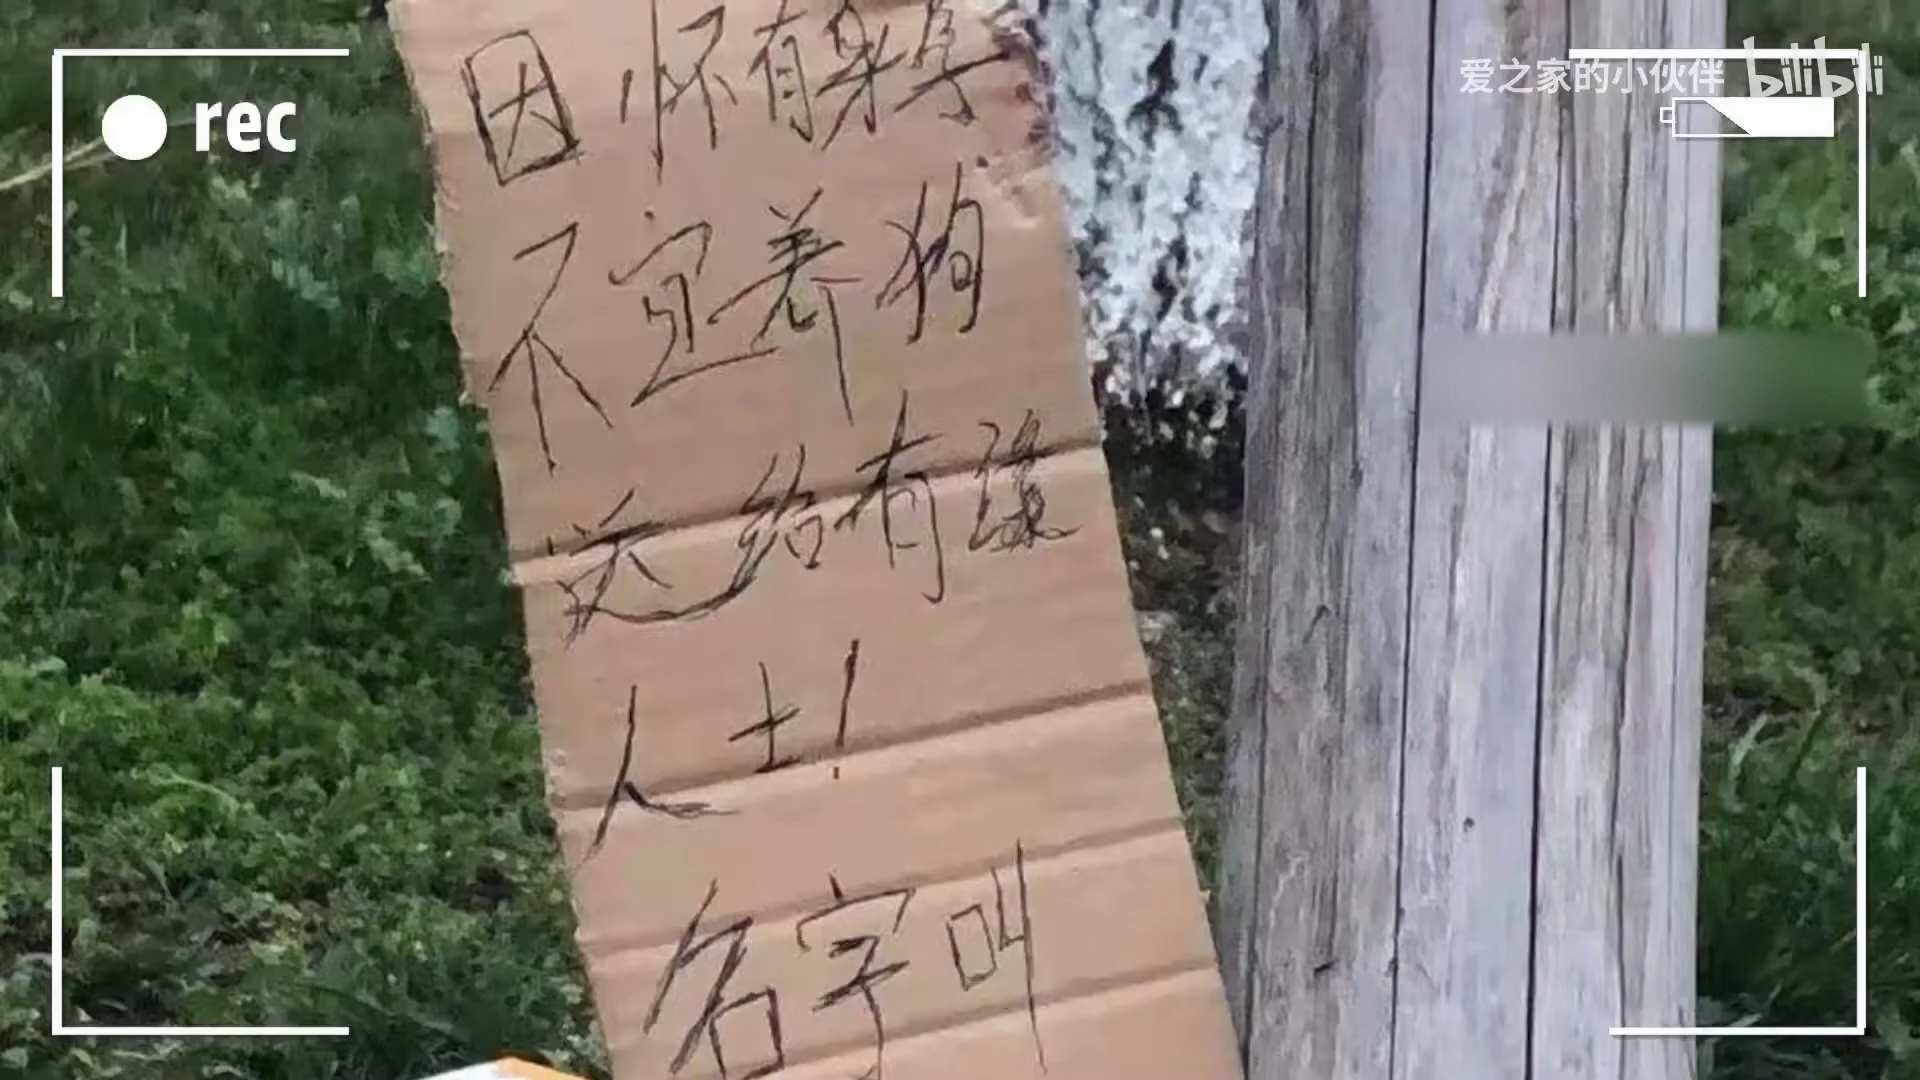 rec
爱之家的小伙伴 bilibili
因怀有身孕
不宜养狗
送给有缘
人士!
名字叫